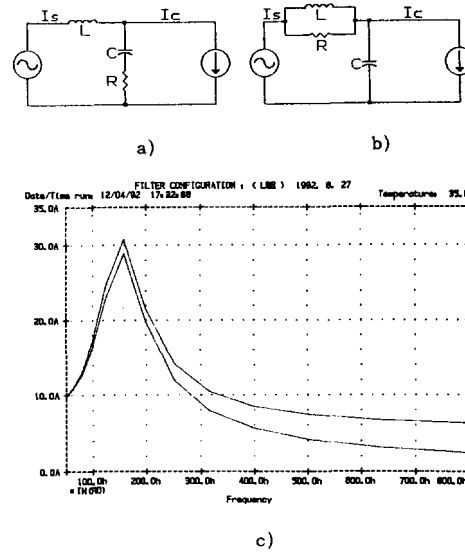 Is L Ic
C
R
a)
Is L Ic
R
C
b)
FILTER CONFIGURATION : ( LRE ) 1992. 8. 27
Date/Time run: 12/04/92 17:22:08 Temperature: 35.
35.0A
30.0A
20.0A
10.0A
0.0A
100.0h 200.0h 300.0h 400.0h 500.0h 600.0h 700.0h 800.0h
Frequency
c)